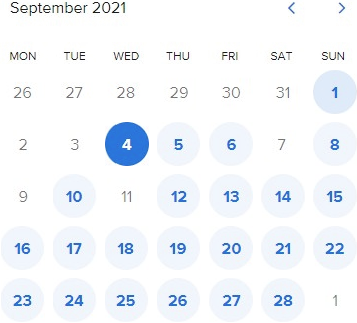 September 2021
MON TUE WED THU FRI SAT SUN
26 27 28 29 30 31 1
2 3 4 5 6 7 8
9 10 11 12 13 14 15
16 17 18 19 20 21 22
23 24 25 26 27 28 1